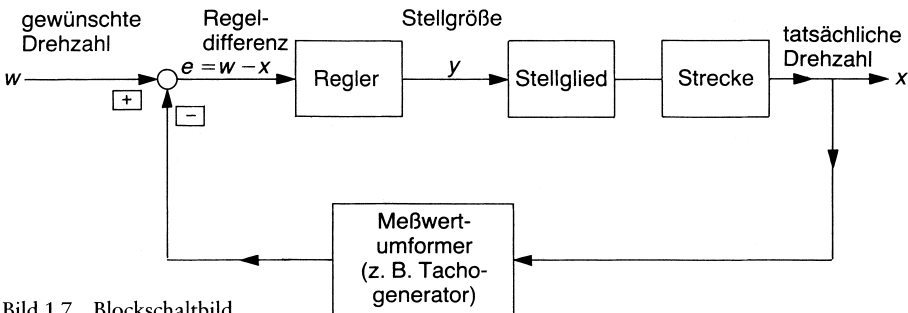 gewünschte
Drehzahl
w
+
−
Regel-
differenz
e = w − x
Regler
Stellgröße
y
Stellglied
Strecke
tatsächliche
Drehzahl
x
Meßwert-
umformer
(z. B. Tacho-
generator)
Bild 1.7 Blockschaltbild